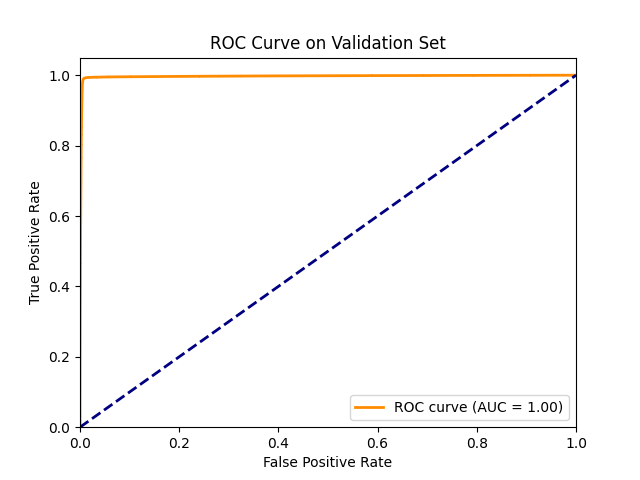 ROC Curve on Validation Set
True Positive Rate
1.0
0.8
0.6
0.4
0.2
0.0
ROC curve (AUC = 1.00)
0.0 0.2 0.4 0.6 0.8 1.0
False Positive Rate